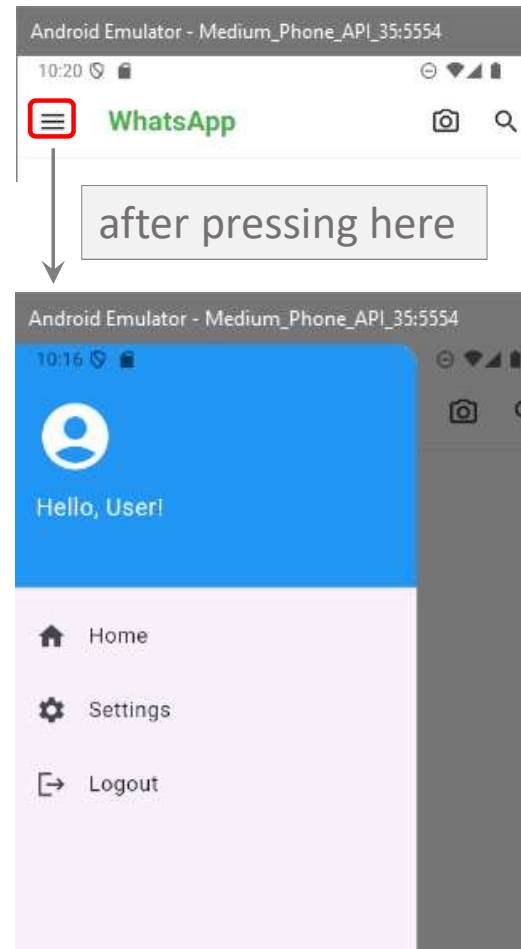 Android Emulator - Medium_Phone_API_35:5554
10:20
WhatsApp
after pressing here
Android Emulator - Medium_Phone_API_35:5554
10:16
Hello, User!
Home
Settings
Logout